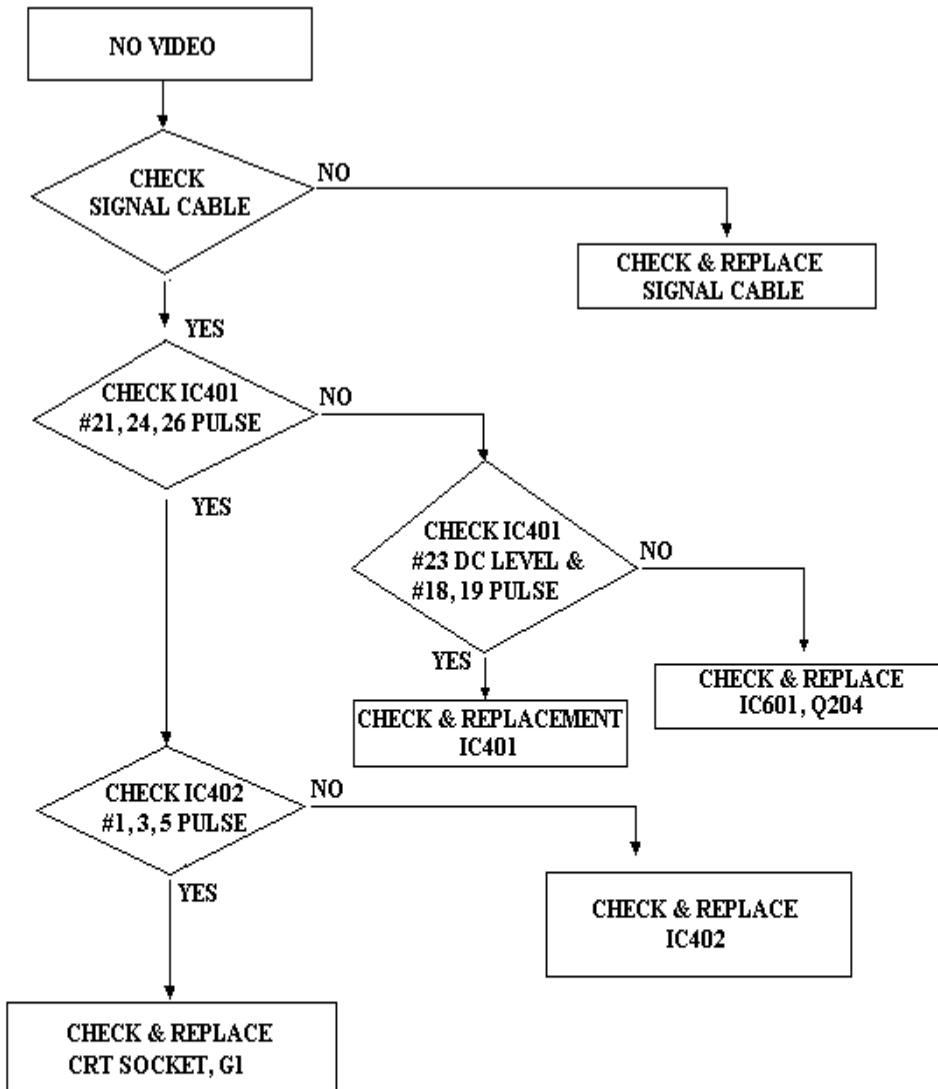 NO VIDEO
CHECK
SIGNAL CABLE
NO
CHECK & REPLACE
SIGNAL CABLE
YES
CHECK IC401
#21, 24, 26 PULSE
NO
YES
CHECK IC401
#23 DC LEVEL &
#18, 19 PULSE
NO
YES
CHECK & REPLACE
IC601, Q204
CHECK & REPLACEMENT
IC401
CHECK IC402
#1, 3, 5 PULSE
NO
YES
CHECK & REPLACE
IC402
CHECK & REPLACE
CRT SOCKET, G1